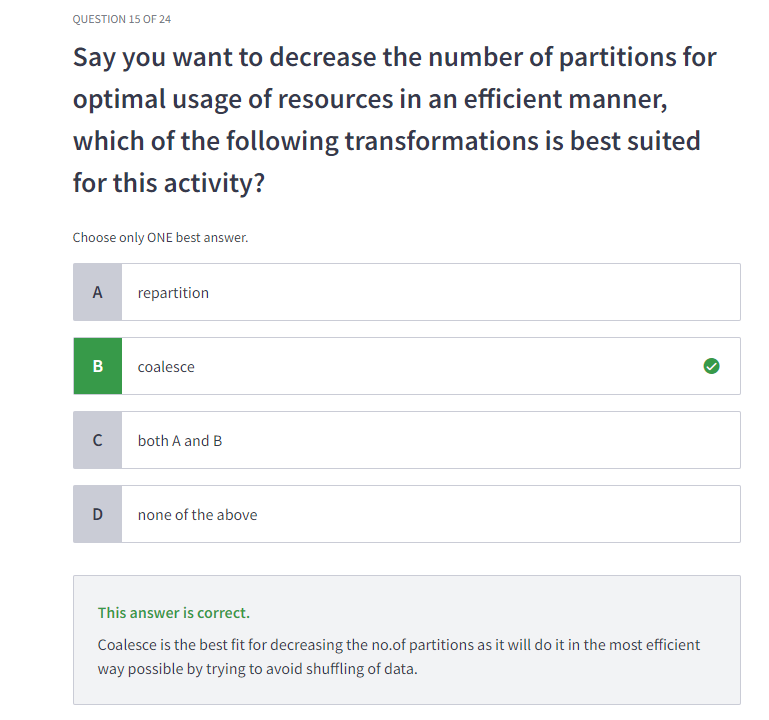 QUESTION 15 OF 24
Say you want to decrease the number of partitions for
optimal usage of resources in an efficient manner,
which of the following transformations is best suited
for this activity?
Choose only ONE best answer.
A repartition
B coalesce
C both A and B
D none of the above
This answer is correct.
Coalesce is the best fit for decreasing the no.of partitions as it will do it in the most efficient
way possible by trying to avoid shuffling of data.